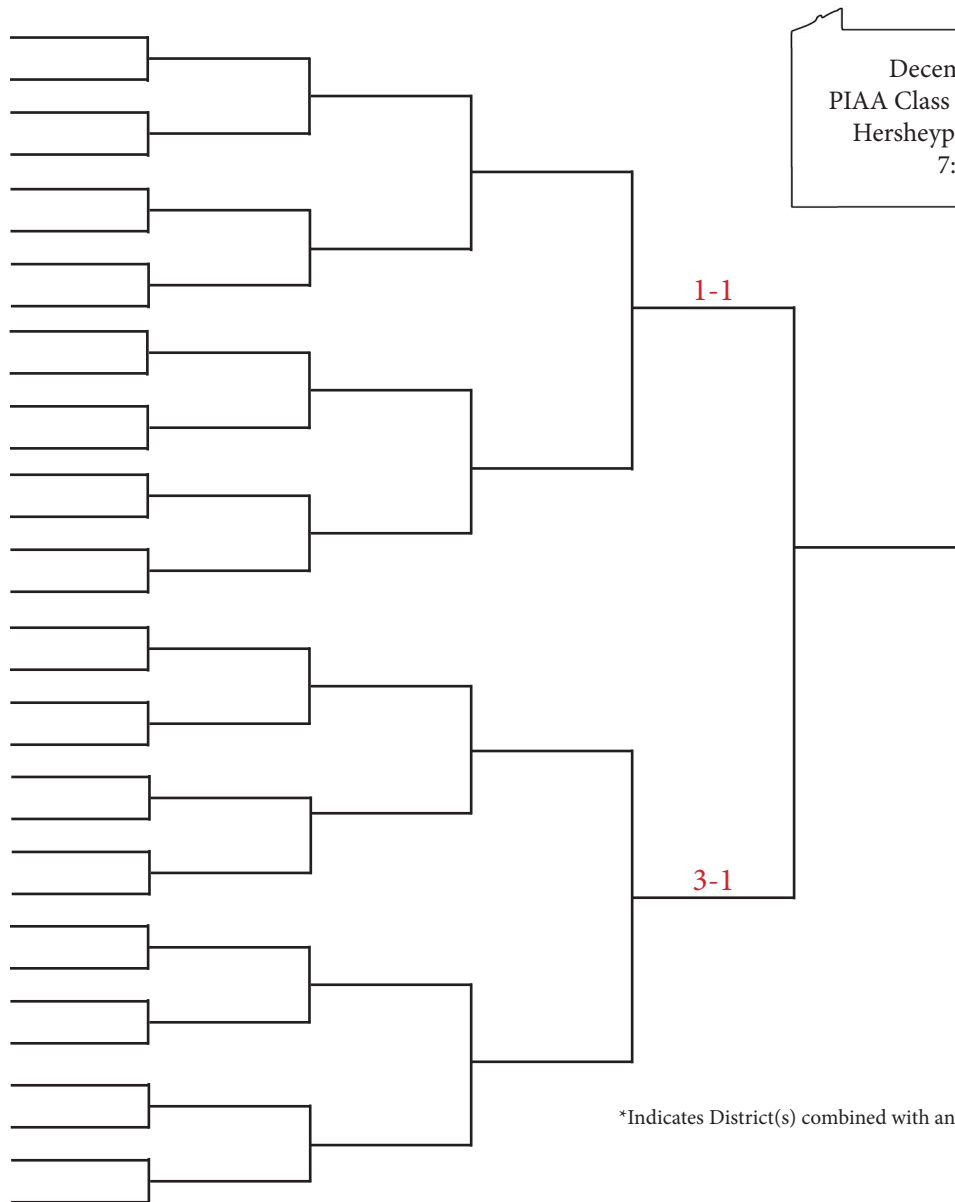 Decem
PIAA Class
Hersheyp
7:
1-1
3-1
*Indicates District(s) combined with an